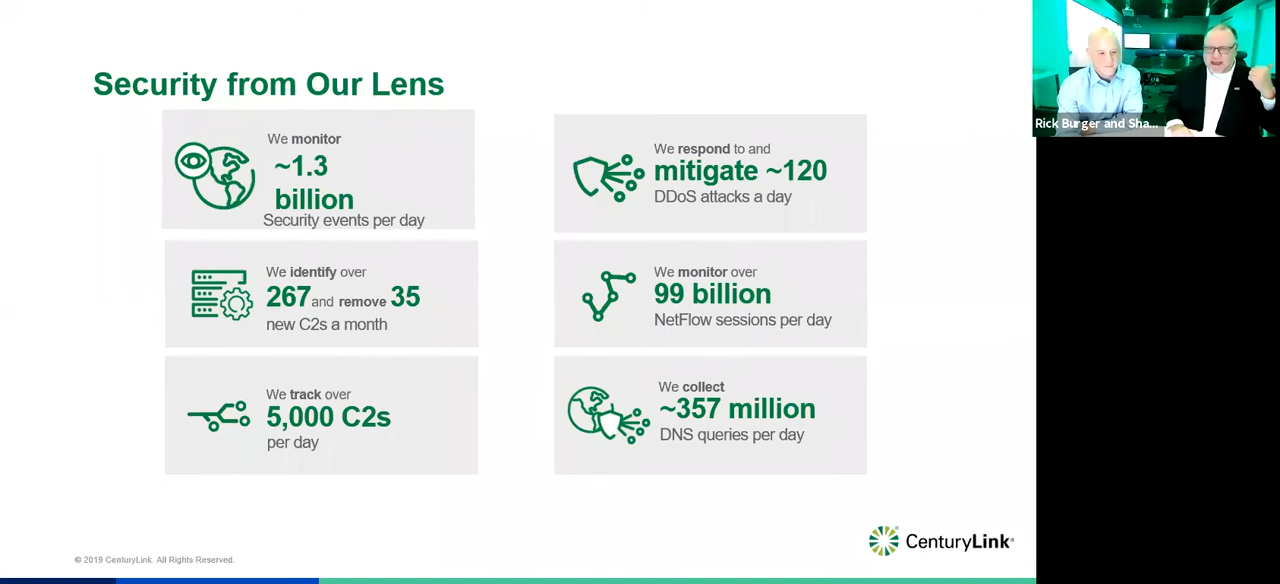 Security from Our Lens
We monitor
~1.3
billion
Security events per day
We respond to and
mitigate ~120
DDoS attacks a day
We identify over
267 and remove 35
new C2s a month
We monitor over
99 billion
NetFlow sessions per day
We track over
5,000 C2s
per day
We collect
~357 million
DNS queries per day
© 2019 CenturyLink. All Rights Reserved.
CenturyLink®
Rick Burger and Sha...